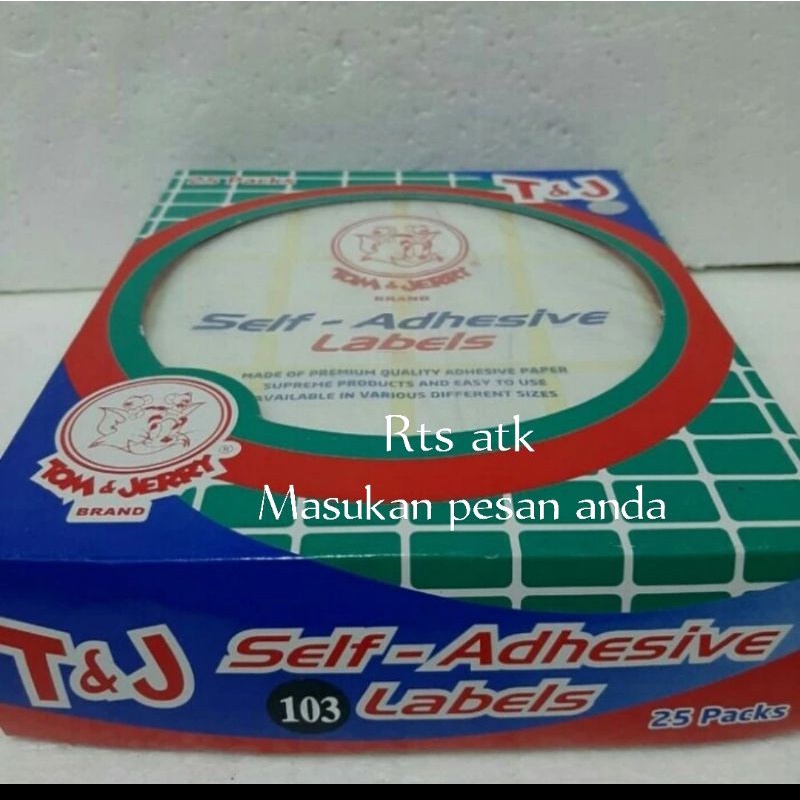 25 Packs
T&J
TOM & JERRY ®
BRAND
Self - Adhesive
Labels
MADE OF PREMIUM QUALITY ADHESIVE PAPER
SUPREME PRODUCTS AND EASY TO USE
AVAILABLE IN VARIOUS DIFFERENT SIZES
Rts atk
Masukan pesan anda
TOM & JERRY ®
BRAND
T&J
Self - Adhesive
103 Labels
25 Packs